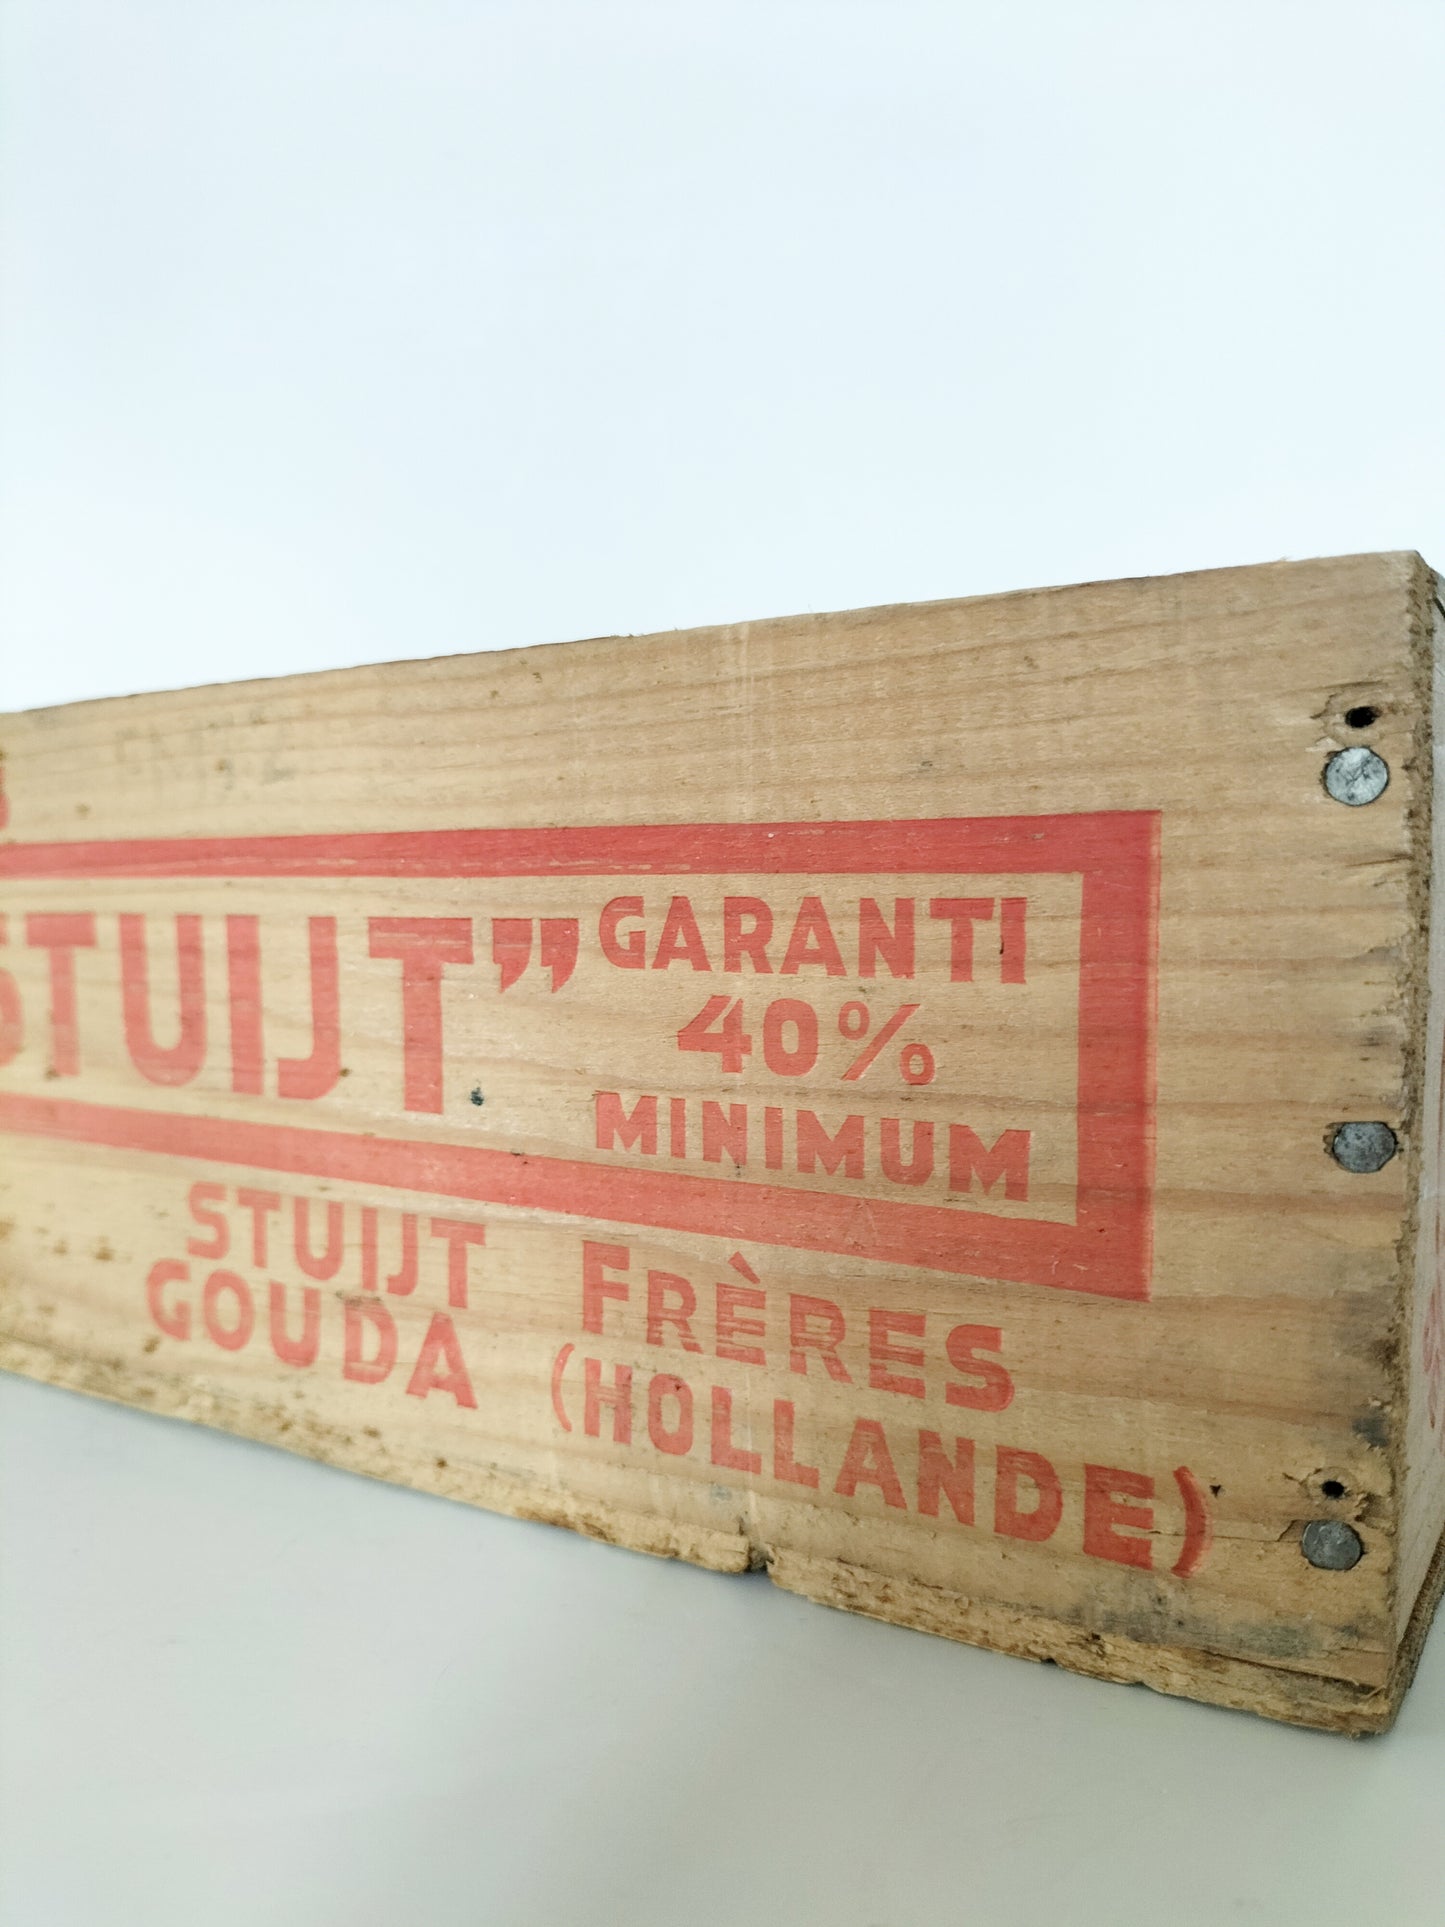 STUIJT” GARANTI
40%
MINIMUM
STUIJT FRÈRES
GOUDA (HOLLANDE)